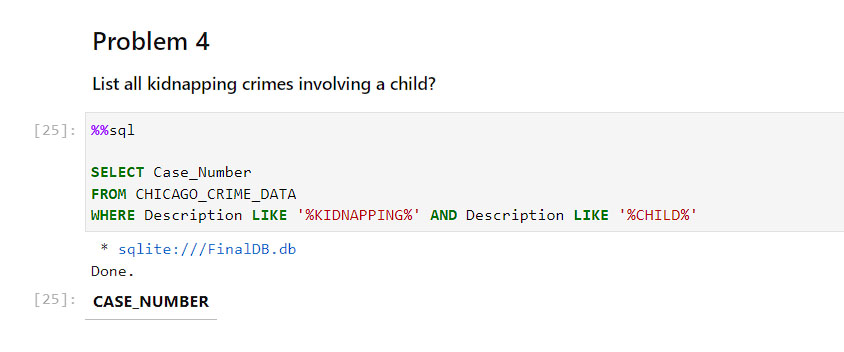 Problem 4
List all kidnapping crimes involving a child?
[25]: %%sql
SELECT Case_Number
FROM CHICAGO_CRIME_DATA
WHERE Description LIKE '%KIDNAPPING%' AND Description LIKE '%CHILD%'
* sqlite:///FinalDB.db
Done.
[25]: CASE_NUMBER